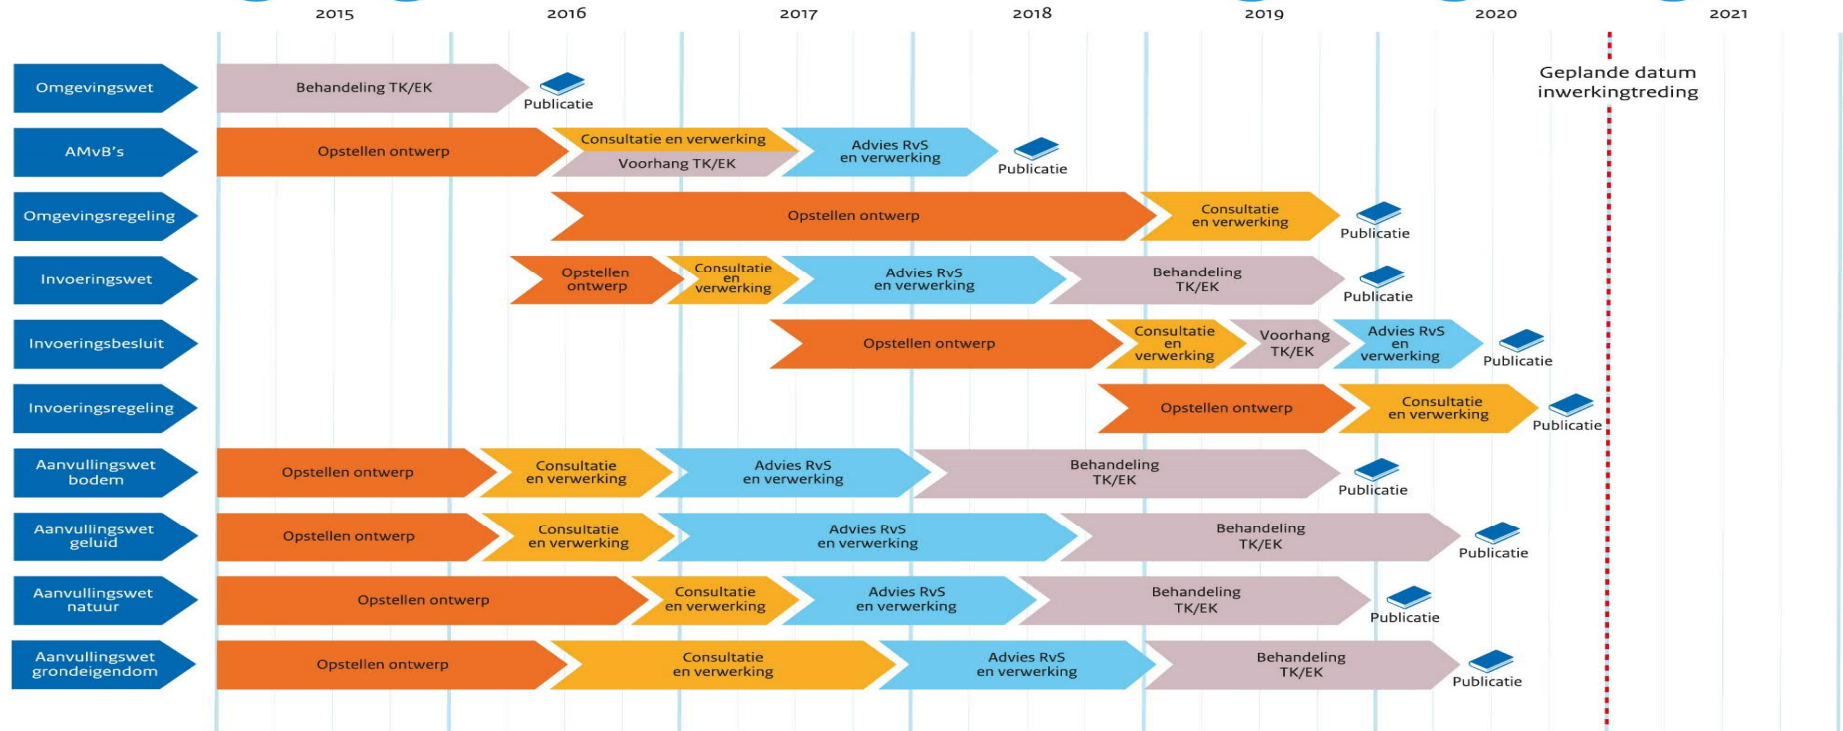 2015 2016 2017 2018 2019 2020 2021
Geplande datum
inwerkingtreding
Omgevingswet
Behandeling TK/EK
Publicatie
AMvB's
Opstellen ontwerp
Consultatie en verwerking
Voorhang TK/EK
Advies RvS
en verwerking
Publicatie
Omgevingsregeling
Opstellen ontwerp
Consultatie
en verwerking
Publicatie
Invoeringswet
Opstellen
ontwerp
Consultatie
en
verwerking
Advies RvS
en verwerking
Behandeling
TK/EK
Publicatie
Invoeringsbesluit
Opstellen ontwerp
Consultatie
en
verwerking
Voorhang
TK/EK
Advies RvS
en
verwerking
Publicatie
Invoeringsregeling
Opstellen ontwerp
Consultatie
en verwerking
Publicatie
Aanvullingswet
bodem
Opstellen ontwerp
Consultatie
en verwerking
Advies RvS
en verwerking
Behandeling
TK/EK
Publicatie
Aanvullingswet
geluid
Opstellen ontwerp
Consultatie
en verwerking
Advies RvS
en verwerking
Behandeling
TK/EK
Publicatie
Aanvullingswet
natuur
Opstellen ontwerp
Consultatie
en verwerking
Advies RvS
en verwerking
Behandeling
TK/EK
Publicatie
Aanvullingswet
grondeigendom
Opstellen ontwerp
Consultatie
en verwerking
Advies RvS
en verwerking
Behandeling
TK/EK
Publicatie